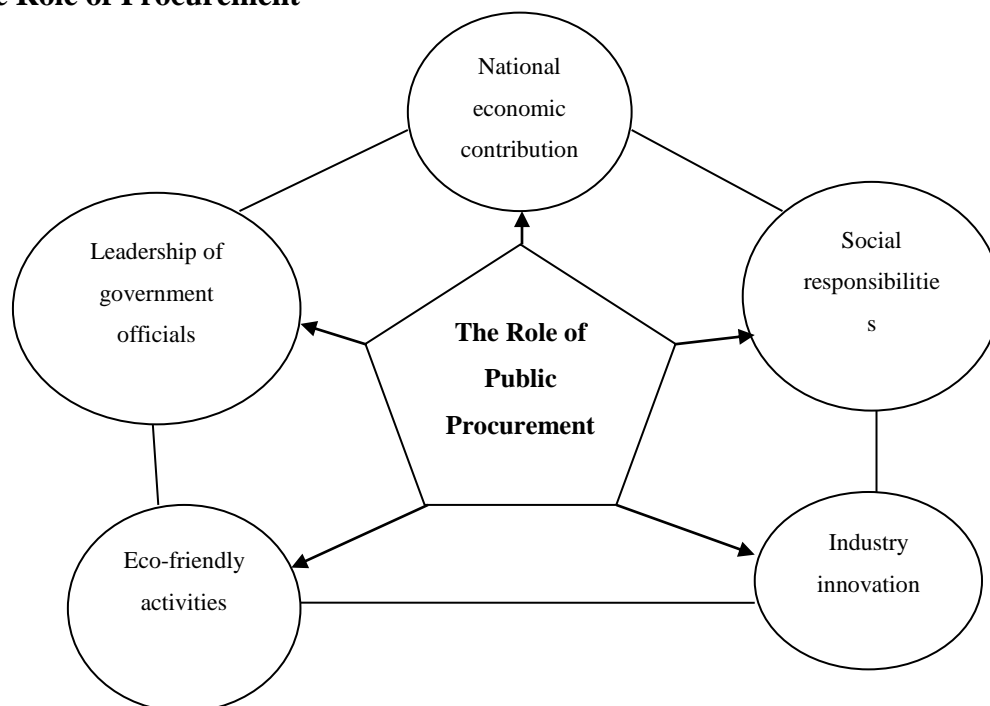 Role of Procurement
National
economic
contribution
Leadership of
government
officials
Social
responsibilitie
s
The Role of
Public
Procurement
Eco-friendly
activities
Industry
innovation